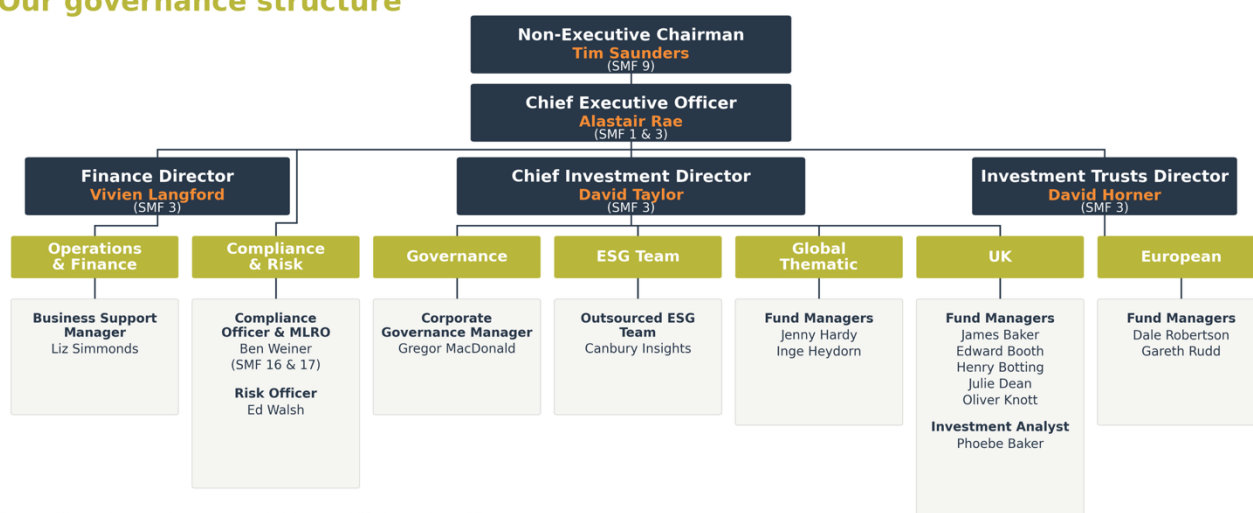 Our governance structure
Non-Executive Chairman
Tim Saunders
(SMF 9)
Chief Executive Officer
Alastair Rae
(SMF 1 & 3)
Finance Director
Vivien Langford
(SMF 3)
Chief Investment Director
David Taylor
(SMF 3)
Investment Trusts Director
David Horner
(SMF 3)
Operations
& Finance
Compliance
& Risk
Governance
ESG Team
Global
Thematic
UK
European
Business Support
Manager
Liz Simmonds
Compliance
Officer & MLRO
Ben Weiner
(SMF 16 & 17)
Risk Officer
Ed Walsh
Corporate
Governance Manager
Gregor MacDonald
Outsourced ESG
Team
Canbury Insights
Fund Managers
Jenny Hardy
Inge Heydorn
Fund Managers
James Baker
Edward Booth
Henry Botting
Julie Dean
Oliver Knott
Investment Analyst
Phoebe Baker
Fund Managers
Dale Robertson
Gareth Rudd